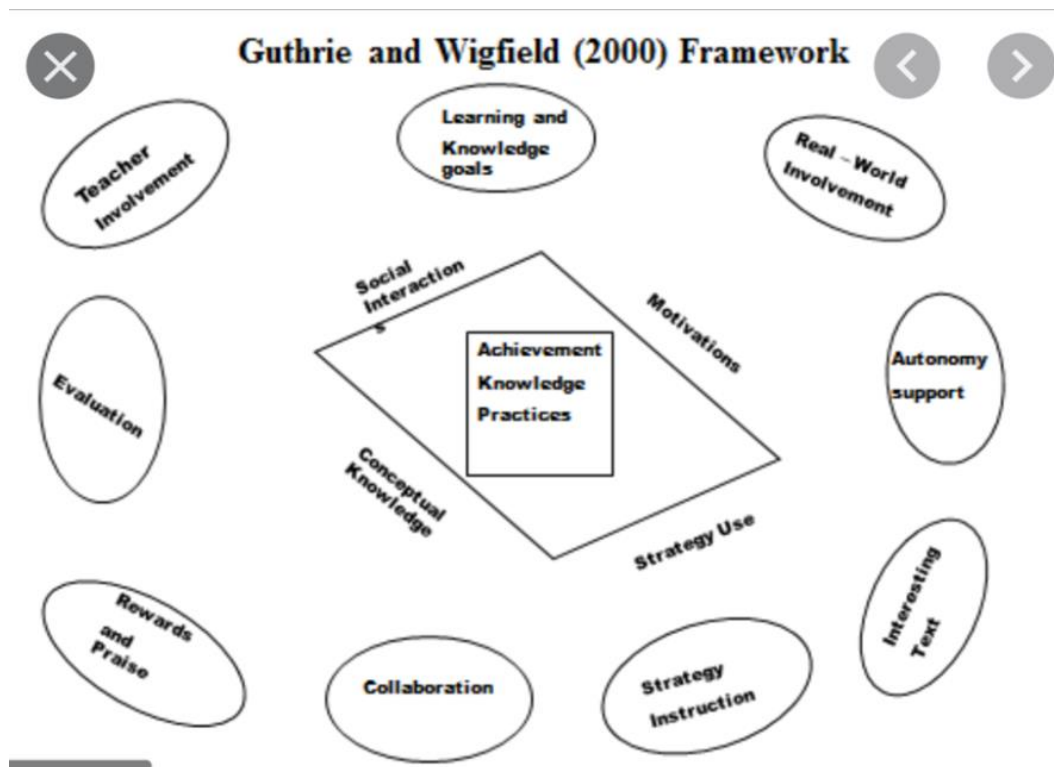 Guthrie and Wigfield (2000) Framework
Teacher
Involvement
Learning and
Knowledge
goals
Real - World
Involvement
Social
Interaction
s
Motivations
Achievement
Knowledge
Practices
Autonomy
support
Evaluation
Conceptual
Knowledge
Strategy Use
Interesting
Text
Rewards
and
Praise
Collaboration
Strategy
Instruction